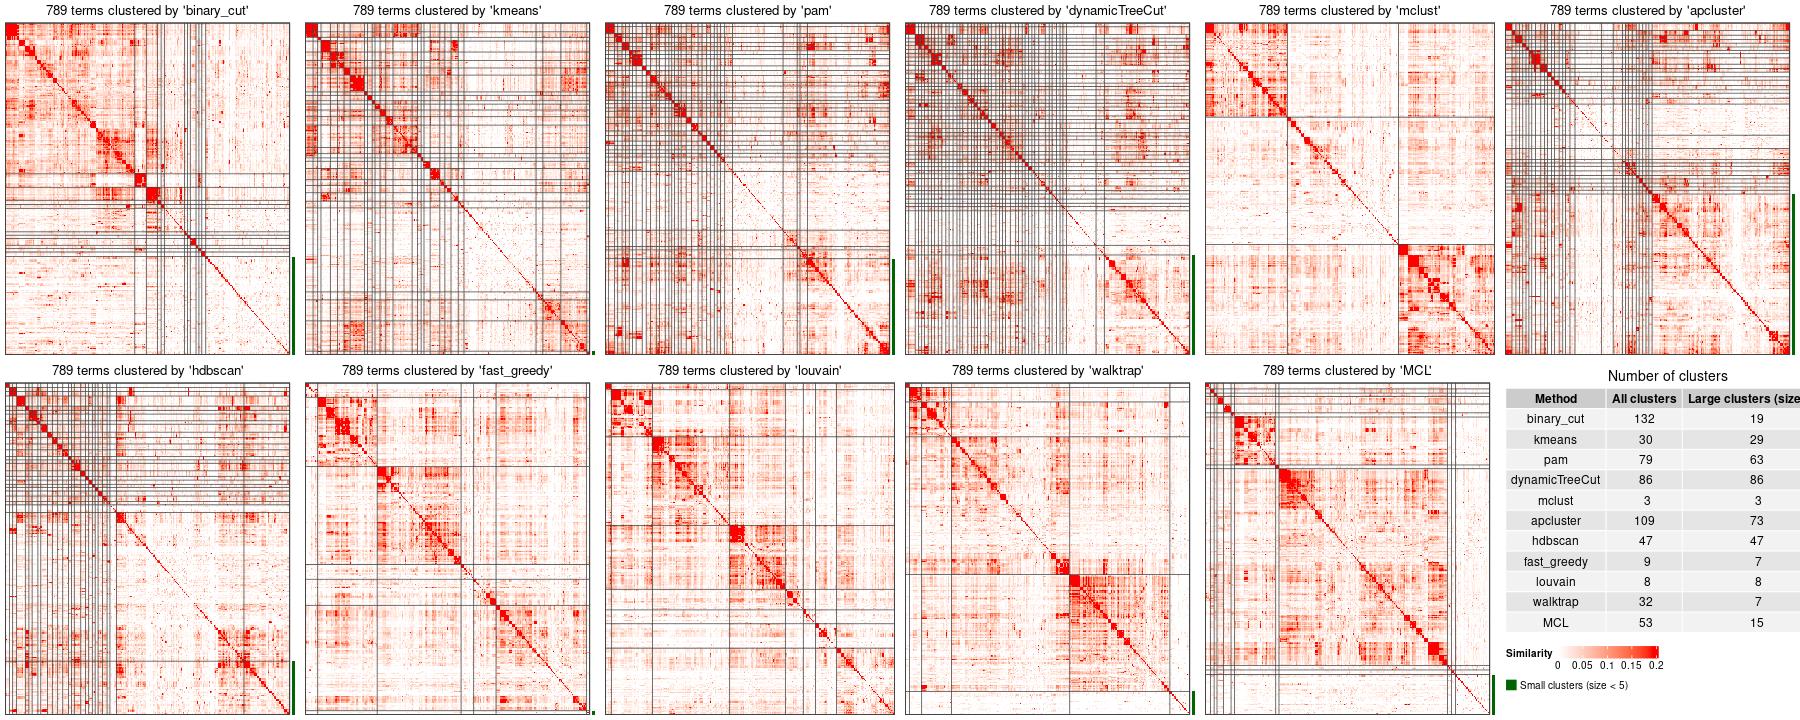 789 terms clustered by 'binary_cut'
789 terms clustered by 'kmeans'
789 terms clustered by 'pam'
789 terms clustered by 'dynamicTreeCut'
789 terms clustered by 'mclust'
789 terms clustered by 'apcluster'
789 terms clustered by 'hdbscan'
789 terms clustered by 'fast_greedy'
789 terms clustered by 'louvain'
789 terms clustered by 'walktrap'
789 terms clustered by 'MCL'
Number of clusters
Method All clusters Large clusters (size
binary_cut 132 19
kmeans 30 29
pam 79 63
dynamicTreeCut 86 86
mclust 3 3
apcluster 109 73
hdbscan 47 47
fast_greedy 9 7
louvain 8 8
walktrap 32 7
MCL 53 15
Similarity
0 0.05 0.1 0.15 0.2
Small clusters (size < 5)